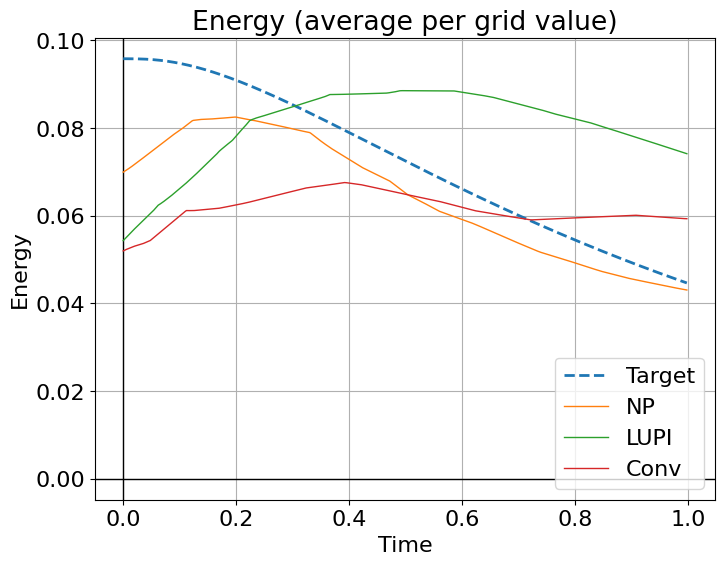 Energy (average per grid value)
0.10
0.08
0.06
0.04
0.02
0.00
Energy
0.0 0.2 0.4 0.6 0.8 1.0
Time
Target
NP
LUPI
Conv